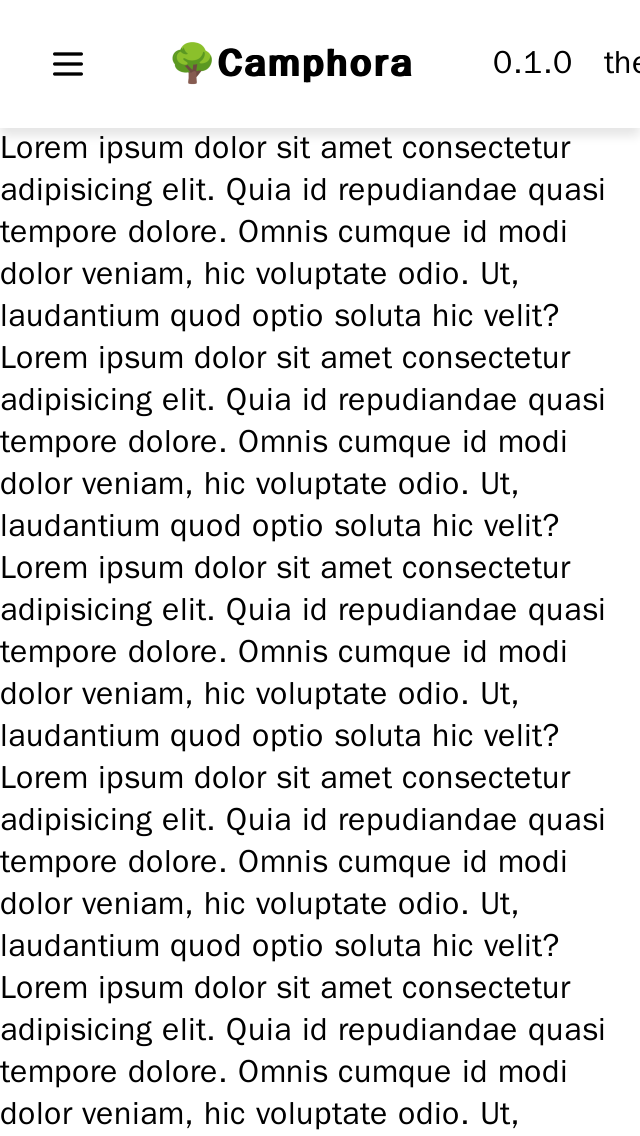 🌳Camphora 0.1.0 the
Lorem ipsum dolor sit amet consectetur
adipisicing elit. Quia id repudiandae quasi
tempore dolore. Omnis cumque id modi
dolor veniam, hic voluptate odio. Ut,
laudantium quod optio soluta hic velit?
Lorem ipsum dolor sit amet consectetur
adipisicing elit. Quia id repudiandae quasi
tempore dolore. Omnis cumque id modi
dolor veniam, hic voluptate odio. Ut,
laudantium quod optio soluta hic velit?
Lorem ipsum dolor sit amet consectetur
adipisicing elit. Quia id repudiandae quasi
tempore dolore. Omnis cumque id modi
dolor veniam, hic voluptate odio. Ut,
laudantium quod optio soluta hic velit?
Lorem ipsum dolor sit amet consectetur
adipisicing elit. Quia id repudiandae quasi
tempore dolore. Omnis cumque id modi
dolor veniam, hic voluptate odio. Ut,
laudantium quod optio soluta hic velit?
Lorem ipsum dolor sit amet consectetur
adipisicing elit. Quia id repudiandae quasi
tempore dolore. Omnis cumque id modi
dolor veniam, hic voluptate odio. Ut,